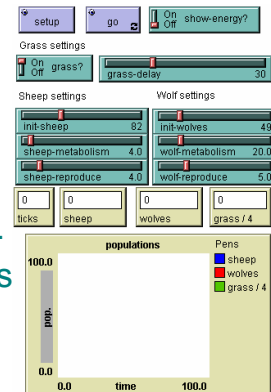 setup go On Off show-energy?
Grass settings
On Off grass? grass-delay 30
Sheep settings Wolf settings
init-sheep 82 init-wolves 49
sheep-metabolism 4.0 wolf-metabolism 20.0
sheep-reproduce 4.0 wolf-reproduce 5.0
0 0 0 0
ticks sheep wolves grass / 4
populations Pens
100.0 sheep
wolves
grass / 4
pop.
0.0
0.0 time 100.0
s